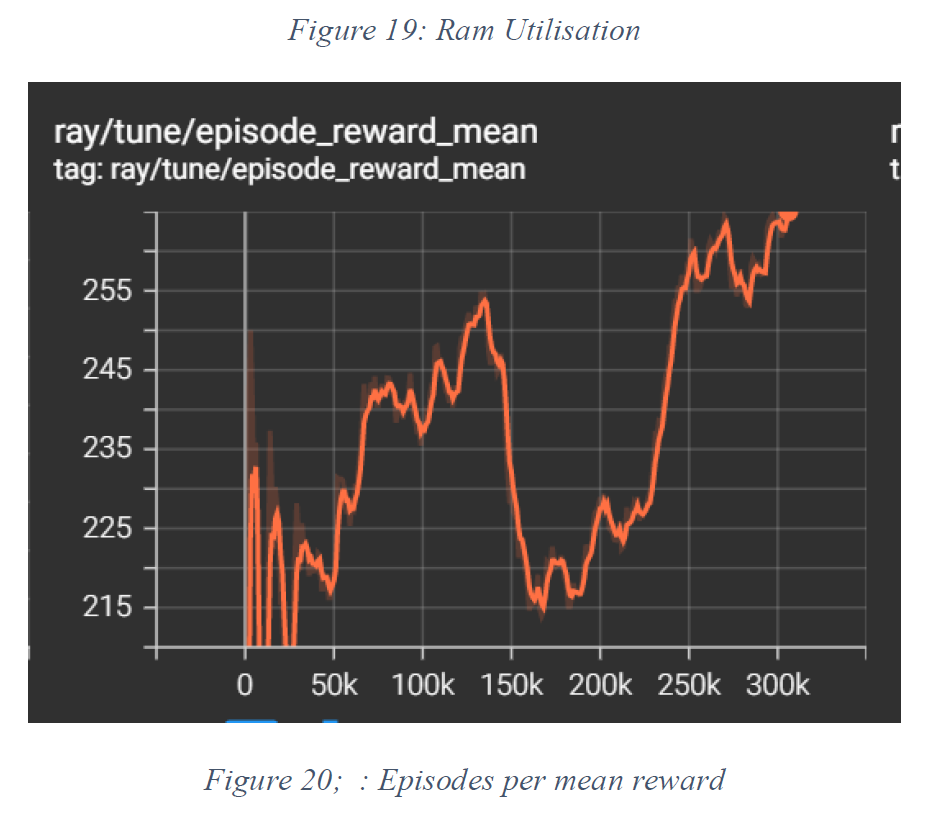 Figure 19: Ram Utilisation
ray/tune/episode_reward_mean
tag: ray/tune/episode_reward_mean
r
t
255
245
235
225
215
0 50k 100k 150k 200k 250k 300k
Figure 20;  : Episodes per mean reward